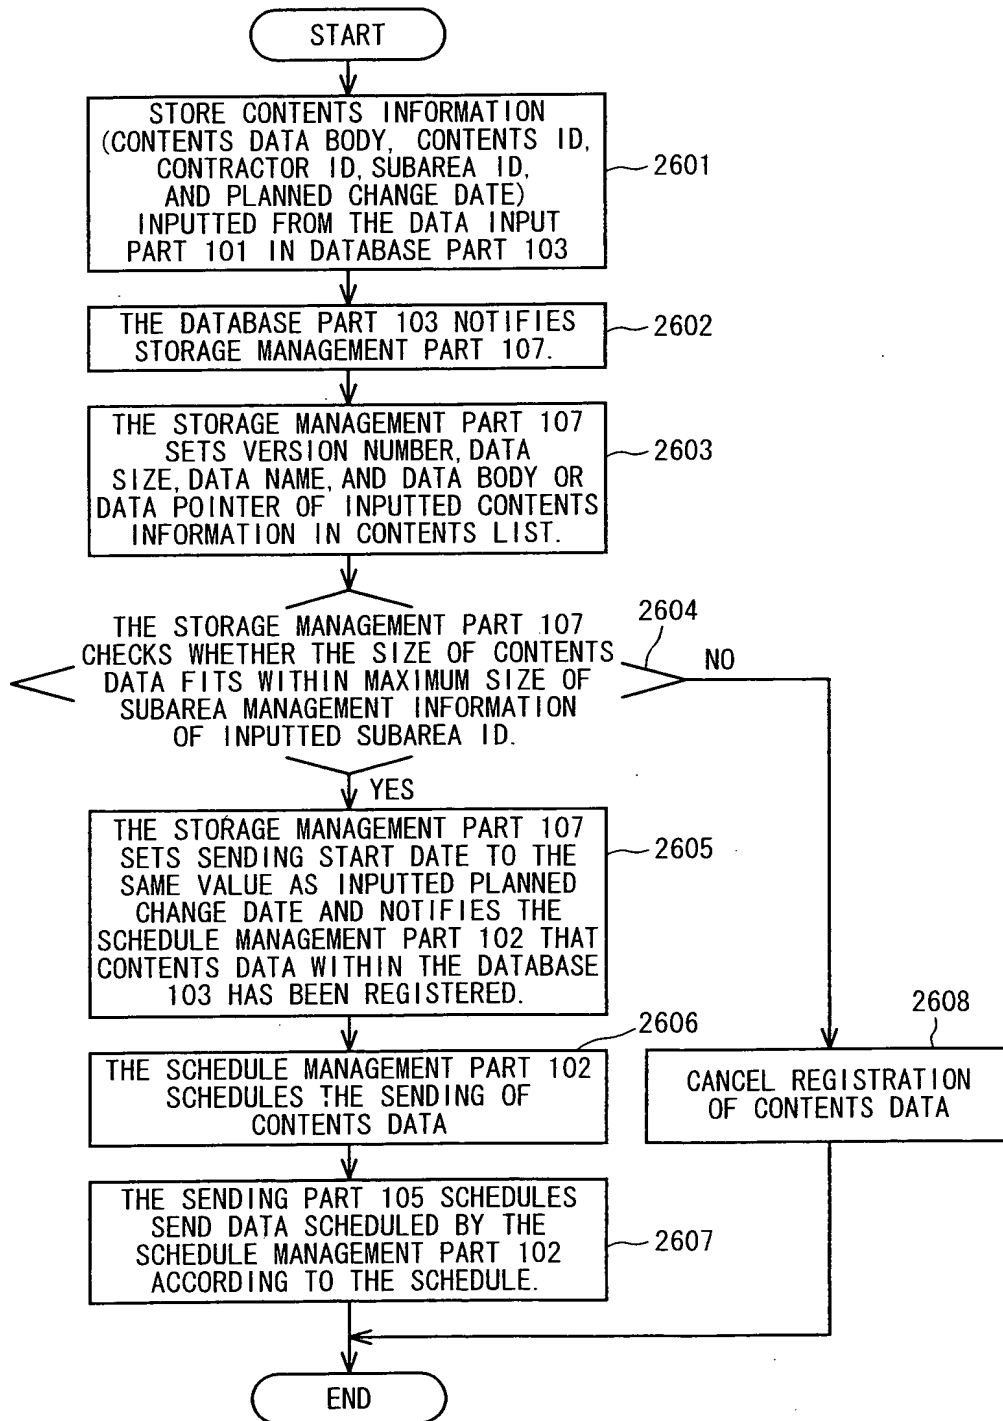 START
STORE CONTENTS INFORMATION
(CONTENTS DATA BODY, CONTENTS ID,
CONTRACTOR ID, SUBAREA ID,
AND PLANNED CHANGE DATE)
INPUTTED FROM THE DATA INPUT
PART 101 IN DATABASE PART 103
2601
THE DATABASE PART 103 NOTIFIES
STORAGE MANAGEMENT PART 107.
2602
THE STORAGE MANAGEMENT PART 107
SETS VERSION NUMBER, DATA
SIZE, DATA NAME, AND DATA BODY OR
DATA POINTER OF INPUTTED CONTENTS
INFORMATION IN CONTENTS LIST.
2603
THE STORAGE MANAGEMENT PART 107
CHECKS WHETHER THE SIZE OF CONTENTS
DATA FITS WITHIN MAXIMUM SIZE OF
SUBAREA MANAGEMENT INFORMATION
OF INPUTTED SUBAREA ID.
2604
NO
YES
THE STORAGE MANAGEMENT PART 107
SETS SENDING START DATE TO THE
SAME VALUE AS INPUTTED PLANNED
CHANGE DATE AND NOTIFIES THE
SCHEDULE MANAGEMENT PART 102 THAT
CONTENTS DATA WITHIN THE DATABASE
103 HAS BEEN REGISTERED.
2605
THE SCHEDULE MANAGEMENT PART 102
SCHEDULES THE SENDING OF
CONTENTS DATA
2606
CANCEL REGISTRATION
OF CONTENTS DATA
2608
THE SENDING PART 105 SCHEDULES
SEND DATA SCHEDULED BY THE
SCHEDULE MANAGEMENT PART 102
ACCORDING TO THE SCHEDULE.
2607
END